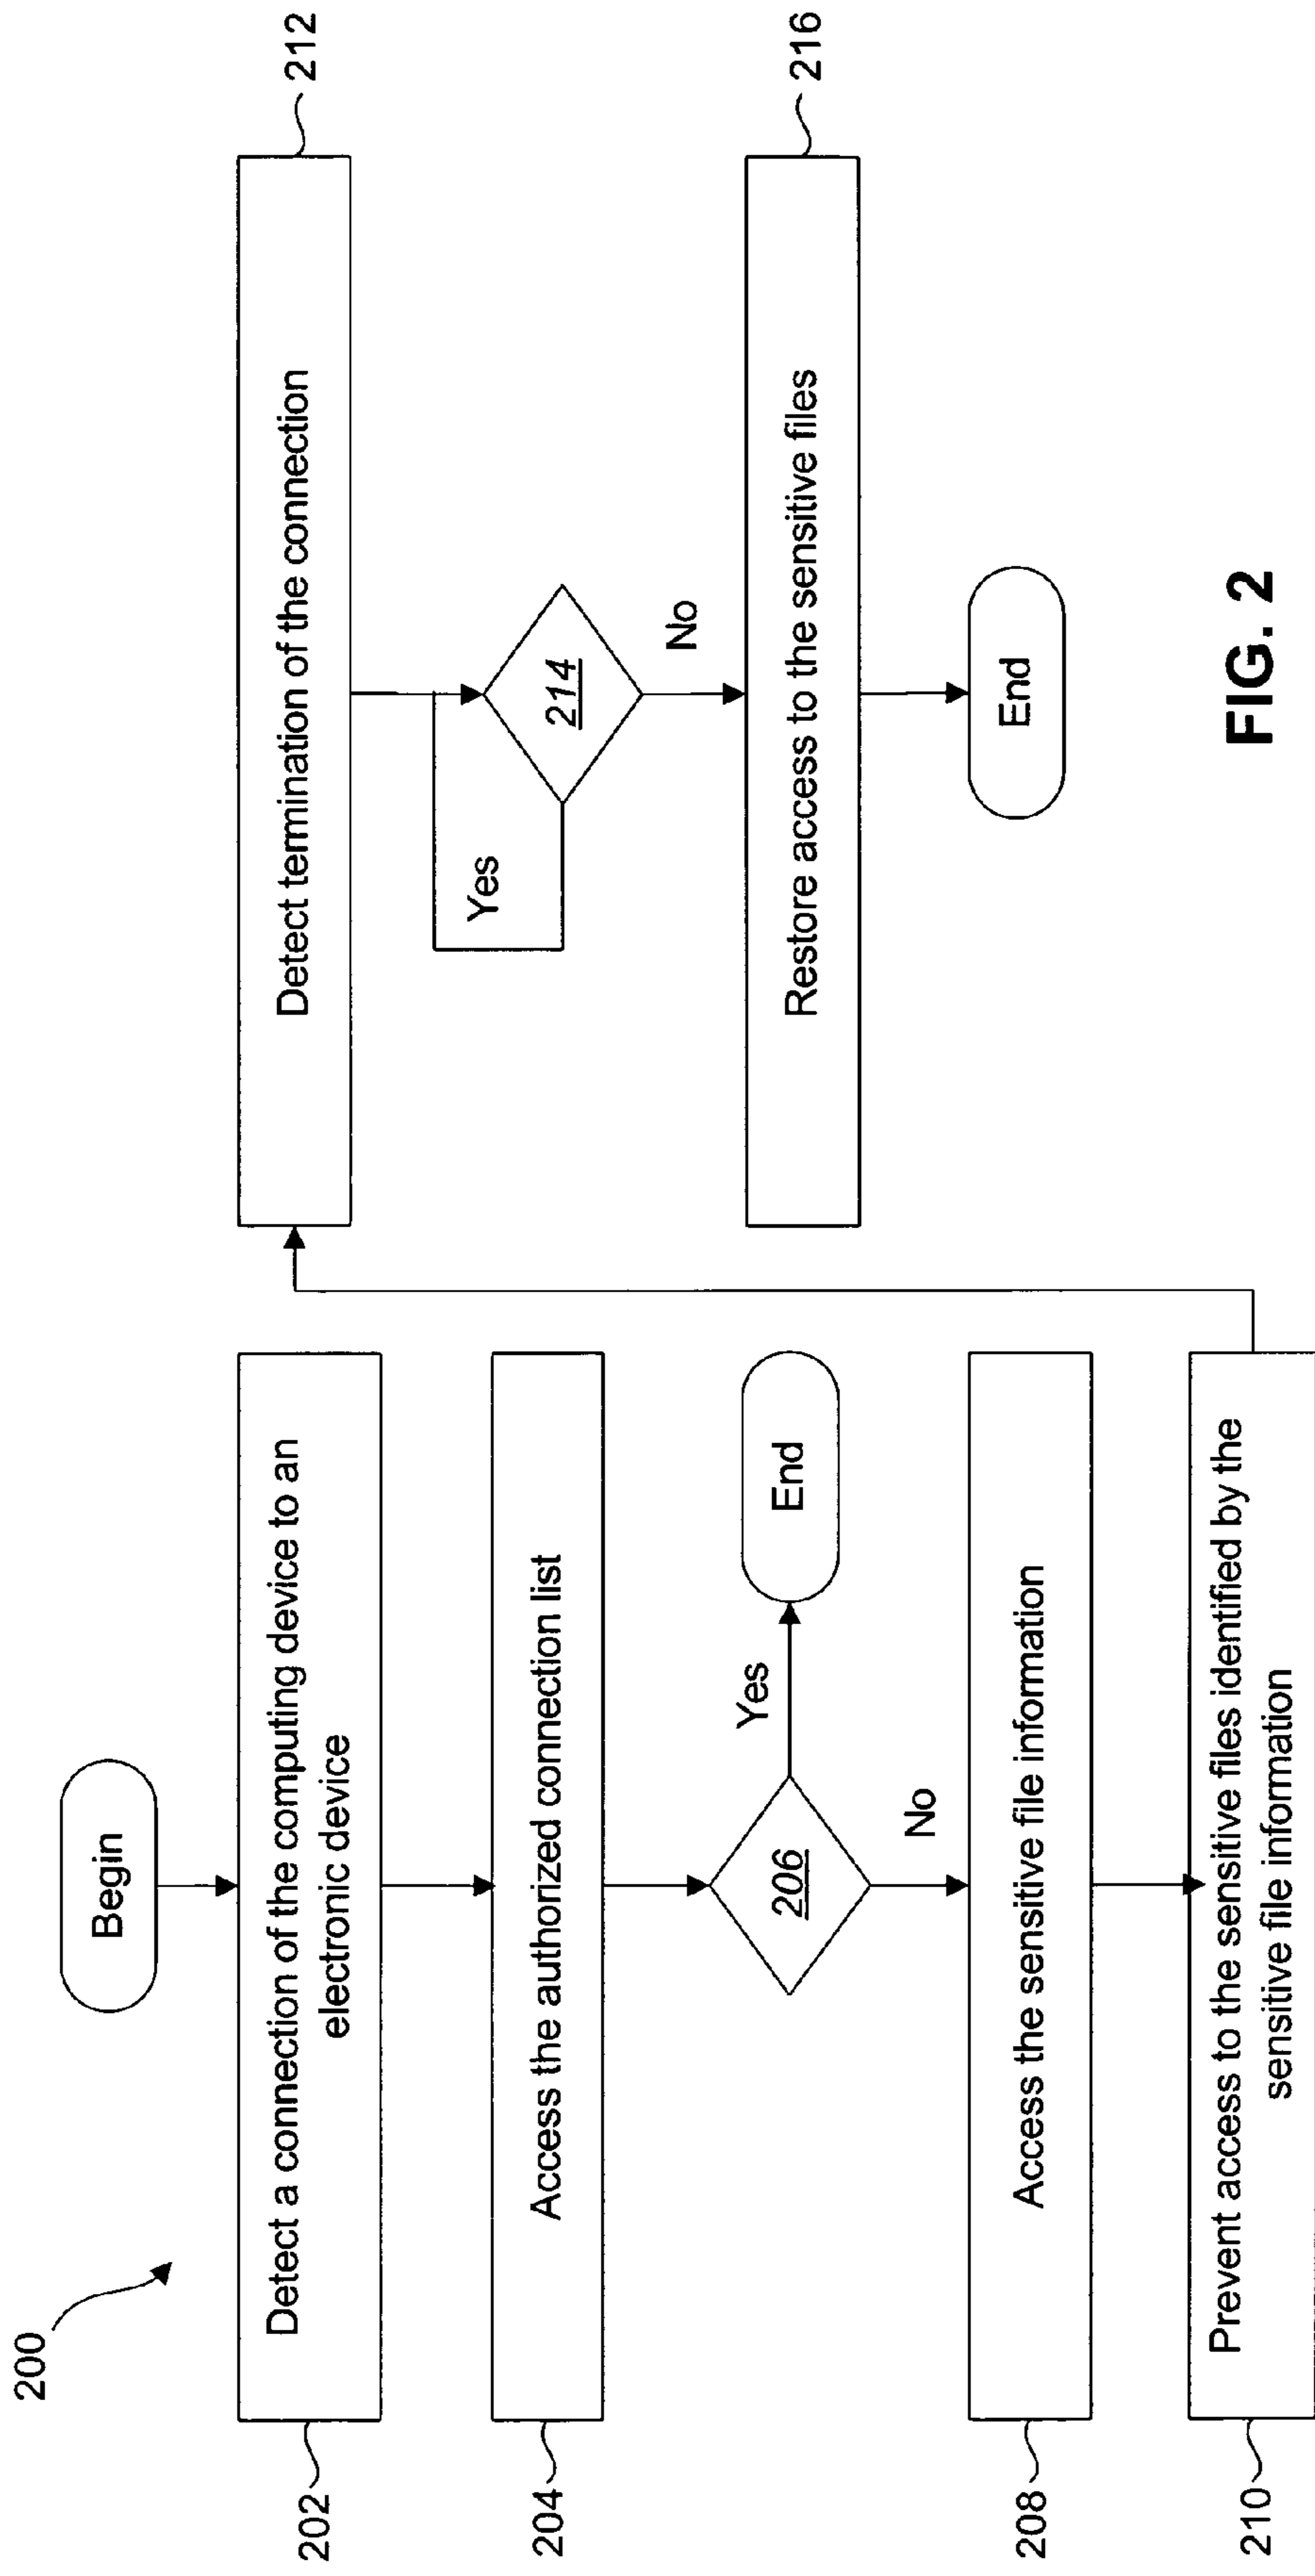 200
Begin
202
Detect a connection of the computing device to an
electronic device
204
Access the authorized connection list
206
Yes
End
No
208
Access the sensitive file information
210
Prevent access to the sensitive files identified by the
sensitive file information
Detect termination of the connection
212
Yes
214
No
Restore access to the sensitive files
216
End
FIG. 2